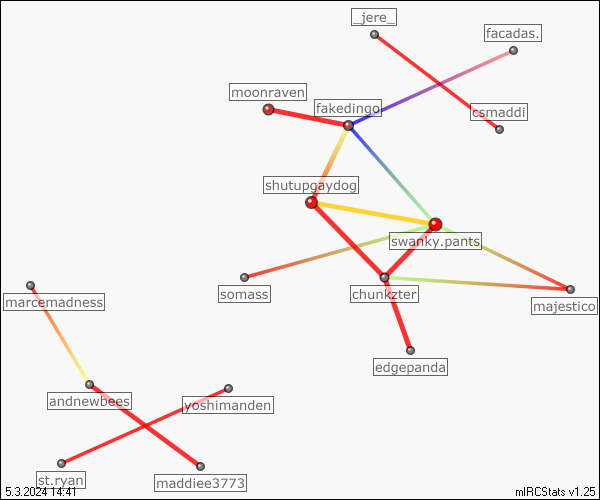 _jere_
facadas.
moonraven
fakedingo
csmaddi
shutupgaydog
swanky.pants
somass
chunkzter
majestico
marcemadness
edgepanda
andnewbees
yoshimanden
st.ryan
maddiee3773
5.3.2024 14:41
mIRCStats v1.25